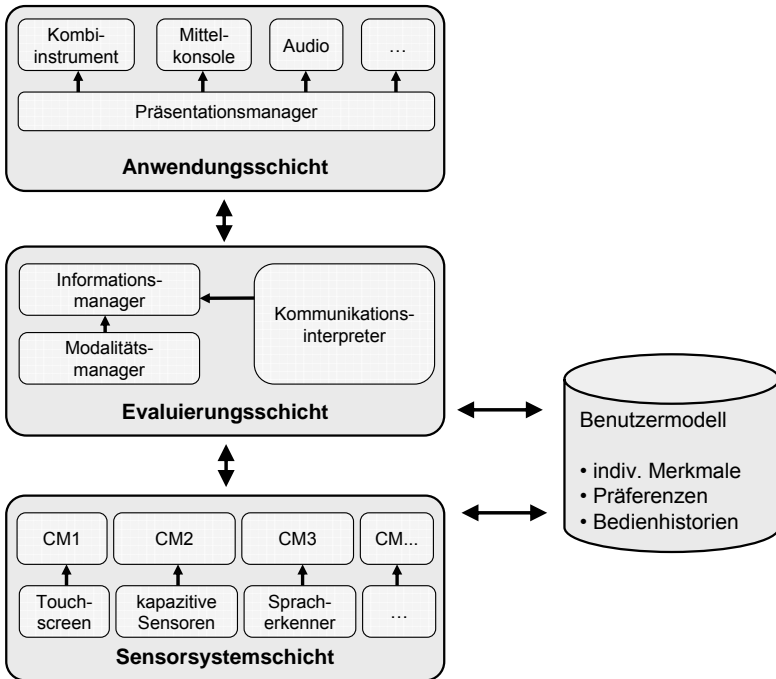 Kombi-
instrument
Mittel-
konsole
Audio
…
Präsentationsmanager
Anwendungsschicht
Informations-
manager
Kommunikations-
interpreter
Modalitäts-
manager
Evaluierungsschicht
Benutzermodell
• indiv. Merkmale
• Präferenzen
• Bedienhistorien
CM1
CM2
CM3
CM...
Touch-
screen
kapazitive
Sensoren
Sprach-
erkenner
…
Sensorsystemschicht